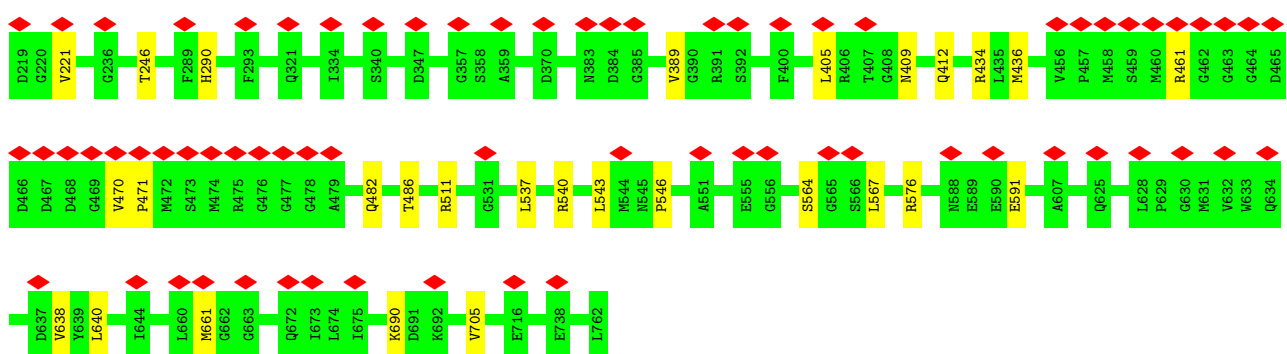 D219 G220 V221 G236 T246 F289 H290 F293 Q321 I334 S340 D347 G357 S358 A359 D370 N383 D384 G385 V389 G390 R391 S392 F400 L405 R406 T407 G408 N409 Q412 R434 L435 M436 V456 P457 M458 S459 M460 R461 G462 G463 G464 D465
D466 D467 D468 G469 V470 P471 M472 S473 M474 R475 G476 G477 G478 A479 Q482 T486 R511 G531 L537 R540 L543 M544 N545 P546 A551 E555 G556 S564 G565 S566 L567 R576 N588 E589 E590 E591 A607 Q625 L628 P629 G630 M631 V632 W633 Q634
D637 V638 Y639 L640 I644 L660 M661 G662 G663 Q672 I673 L674 I675 K690 D691 K692 V705 E716 E738 L762